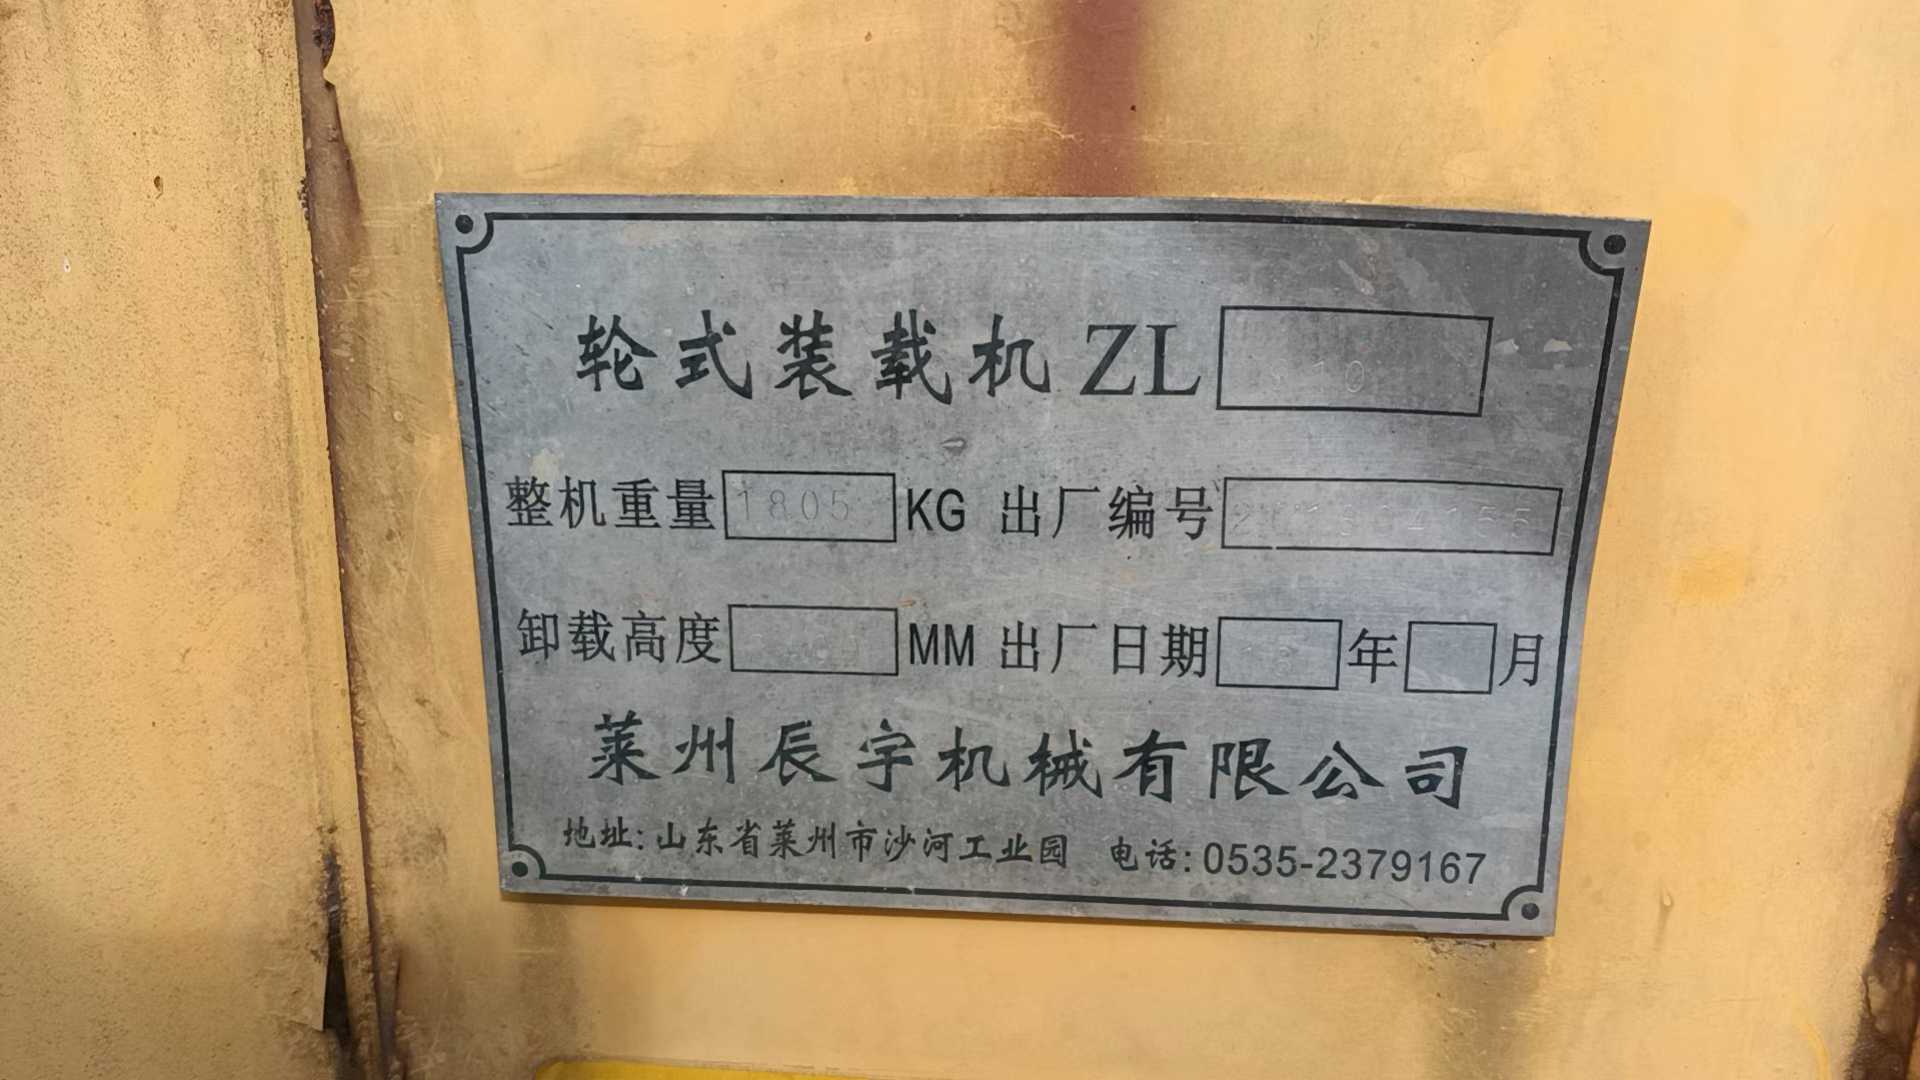 轮式装载机 ZL
整机重量 1805 KG 出厂编号
卸载高度 MM 出厂日期 年 月
莱州辰宇机械有限公司
地址: 山东省莱州市沙河工业园 电话: 0535-2379167